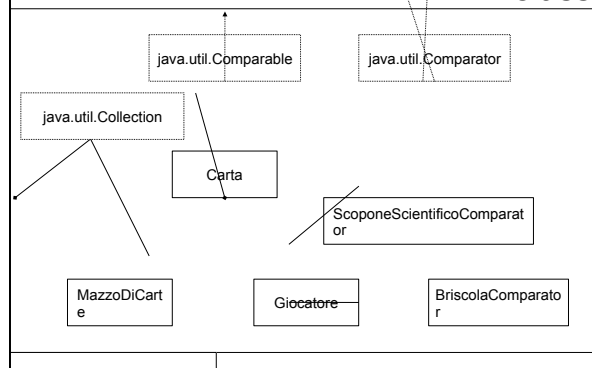 java.util.Comparable
java.util.Comparator
java.util.Collection
Carta
ScoponeScientificoComparat
or
MazzoDiCart
e
Giocatore
BriscolaComparato
r